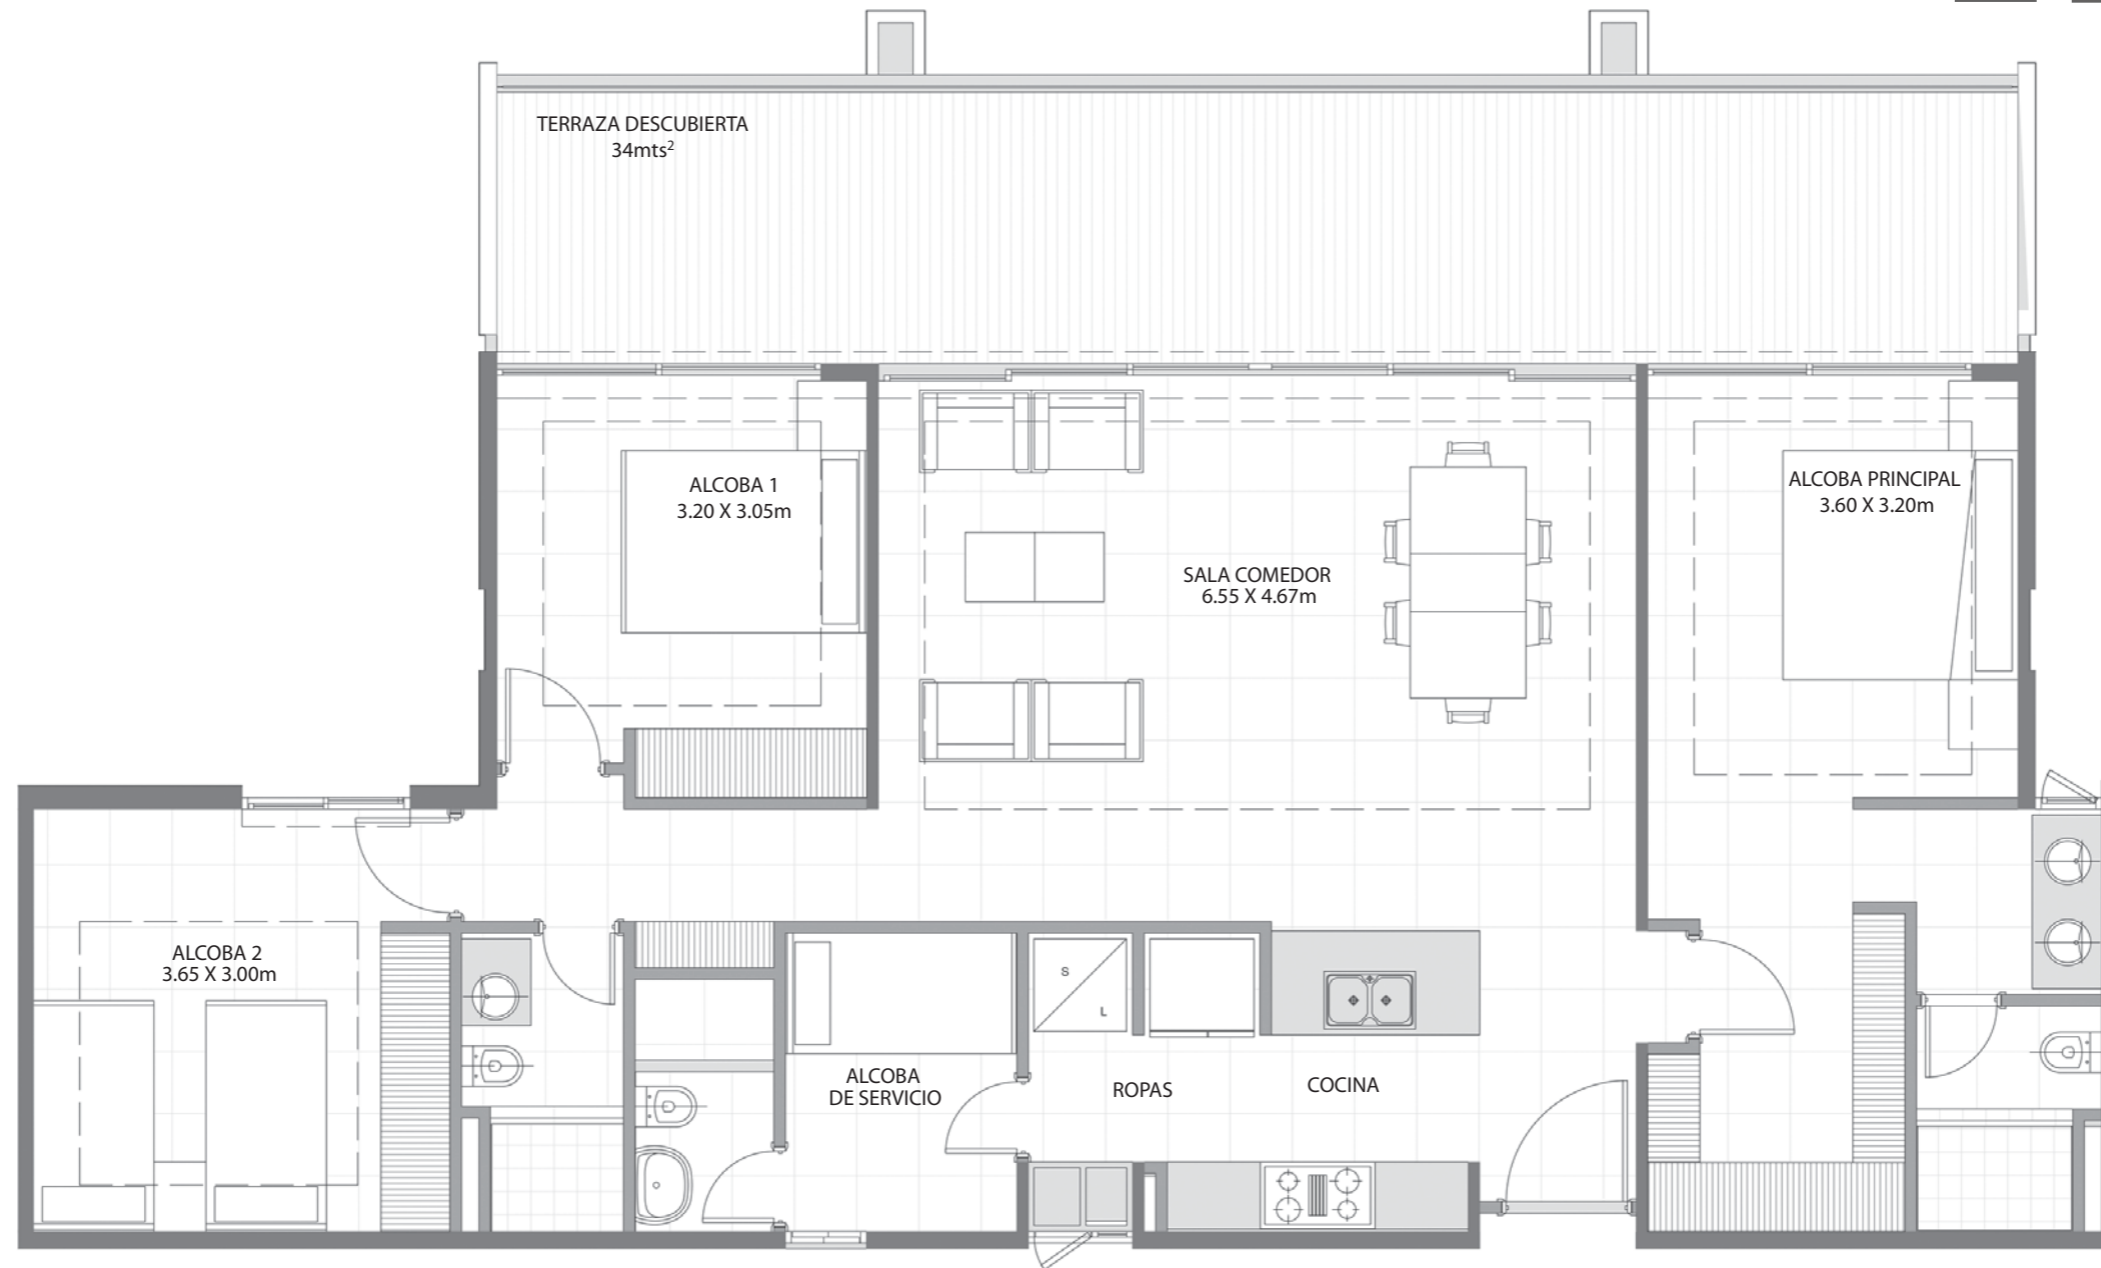 TERRAZA DESCUBIERTA
34mts²
ALCOBA 1
3.20 X 3.05m
ALCOBA PRINCIPAL
3.60 X 3.20m
SALA COMEDOR
6.55 X 4.67m
ALCOBA 2
3.65 X 3.00m
S
L
ALCOBA
DE SERVICIO
ROPAS
COCINA